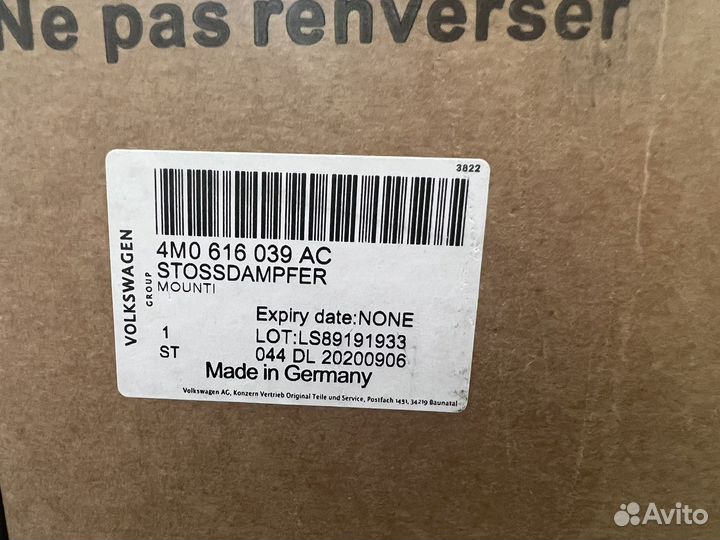 Ne pas renverser
3822
VOLKSWAGEN
GROUP
4M0 616 039 AC
STOSSDAMPFER
MOUNTI
Expiry date:NONE
1
LOT:LS89191933
ST
044 DL 20200906
Made in Germany
Volkswagen AG, Konzern Vertrieb Original Teile und Service, Postfach 1451, 34219 Baunatal
Avito